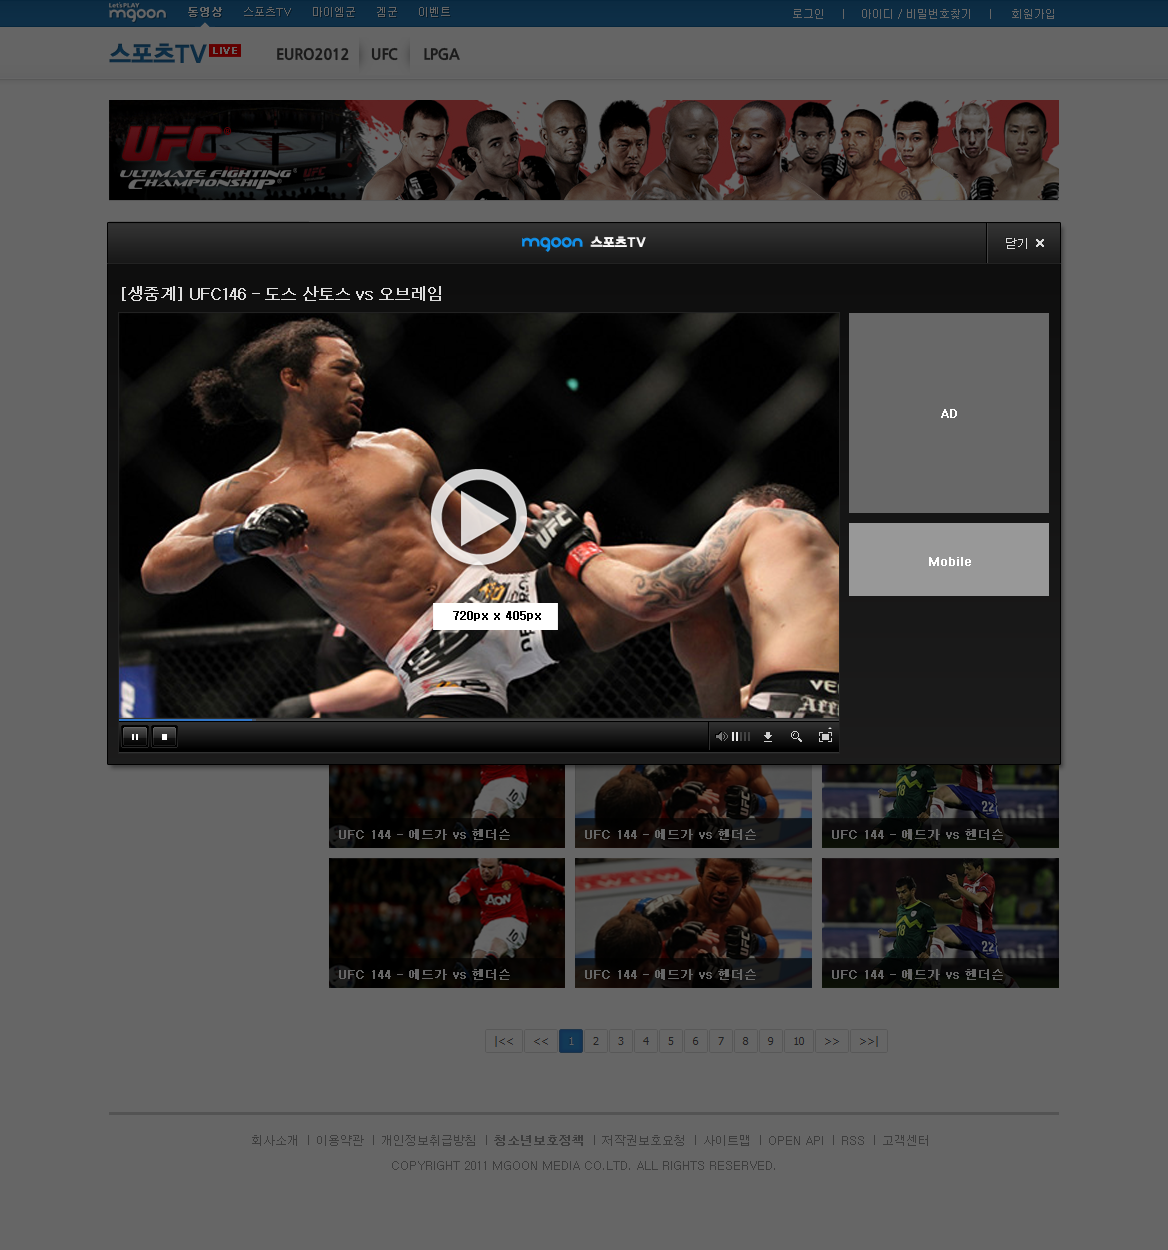 Let's PLAY
mgoon 동영상 스포츠TV 마이엠군 겜군 이벤트 로그인 | 아이디 / 비밀번호찾기 | 회원가입
스포츠TV LIVE EURO2012 UFC LPGA
UFC
ULTIMATE FIGHTING
CHAMPIONSHIP
mgoon 스포츠TV 닫기 ×
[생중계] UFC146 - 도스 산토스 vs 오브레임
AD
UFC
Mobile
720px x 405px
UFC 144 - 에드가 vs 헨더슨 UFC 144 - 에드가 vs 헨더슨 UFC 144 - 에드가 vs 헨더슨
AON
UFC 144 - 에드가 vs 헨더슨 UFC 144 - 에드가 vs 헨더슨 UFC 144 - 에드가 vs 헨더슨
|<< << 1 2 3 4 5 6 7 8 9 10 >> >>|
회사소개 | 이용약관 | 개인정보취급방침 | 청소년보호정책 | 저작권보호요청 | 사이트맵 | OPEN API | RSS | 고객센터
COPYRIGHT 2011 MGOON MEDIA CO.LTD. ALL RIGHTS RESERVED.